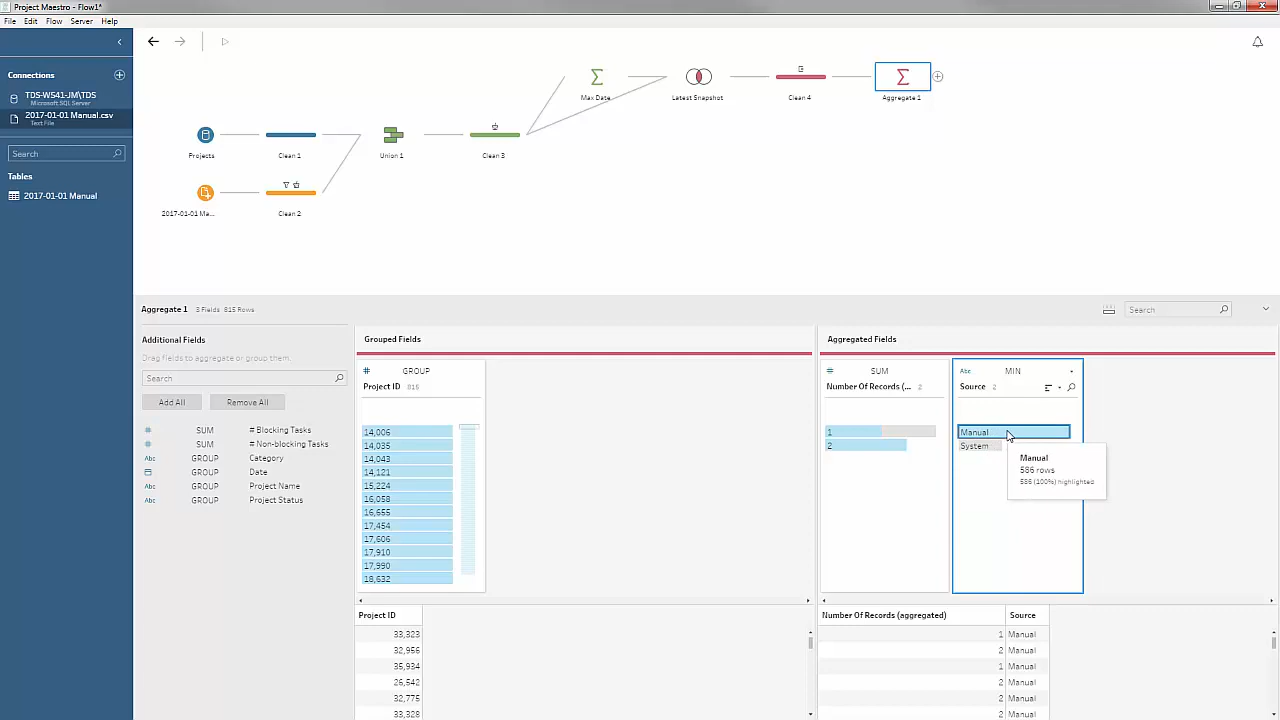 Project Maestro - Flow1*
File Edit Flow Server Help
Connections
TDS-W541-JM\TDS
Microsoft SQL Server
2017-01-01 Manual.csv
Text File
Search
Tables
2017-01-01 Manual
Max Date
Latest Snapshot
Clean 4
Aggregate 1
Projects
Clean 1
Union 1
Clean 3
2017-01-01 Ma...
Clean 2
Aggregate 1 3 Fields 815 Rows
Search
Additional Fields
Drag fields to aggregate or group them.
Search
Add All Remove All
# SUM # Blocking Tasks
# SUM # Non-blocking Tasks
Abc GROUP Category
GROUP Date
Abc GROUP Project Name
Abc GROUP Project Status
Grouped Fields
# GROUP
Project ID 815
14,006
14,035
14,043
14,121
15,224
16,058
16,655
17,454
17,606
17,910
17,990
18,632
Aggregated Fields
# SUM
Number Of Records (... 2
1
2
Abc MIN
Source 2
Manual
System
Manual
586 rows
586 (100%) highlighted
Project ID
33,323
32,956
35,934
26,542
32,775
33,328
Number Of Records (aggregated) Source
1 Manual
2 Manual
1 Manual
2 Manual
2 Manual
2 Manual